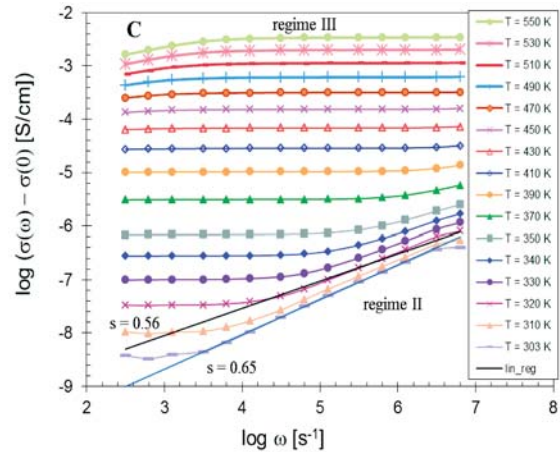 C
regime III
-2
-3
-4
-5
-6
-7
-8
-9
log (σ(ω) – σ(0) [S/cm]
s = 0.56
s = 0.65
regime II
2 3 4 5 6 7 8
log ω [s⁻¹]
T = 550 K
T = 530 K
T = 510 K
T = 490 K
T = 470 K
T = 450 K
T = 430 K
T = 410 K
T = 390 K
T = 370 K
T = 350 K
T = 340 K
T = 330 K
T = 320 K
T = 310 K
T = 303 K
lin_reg